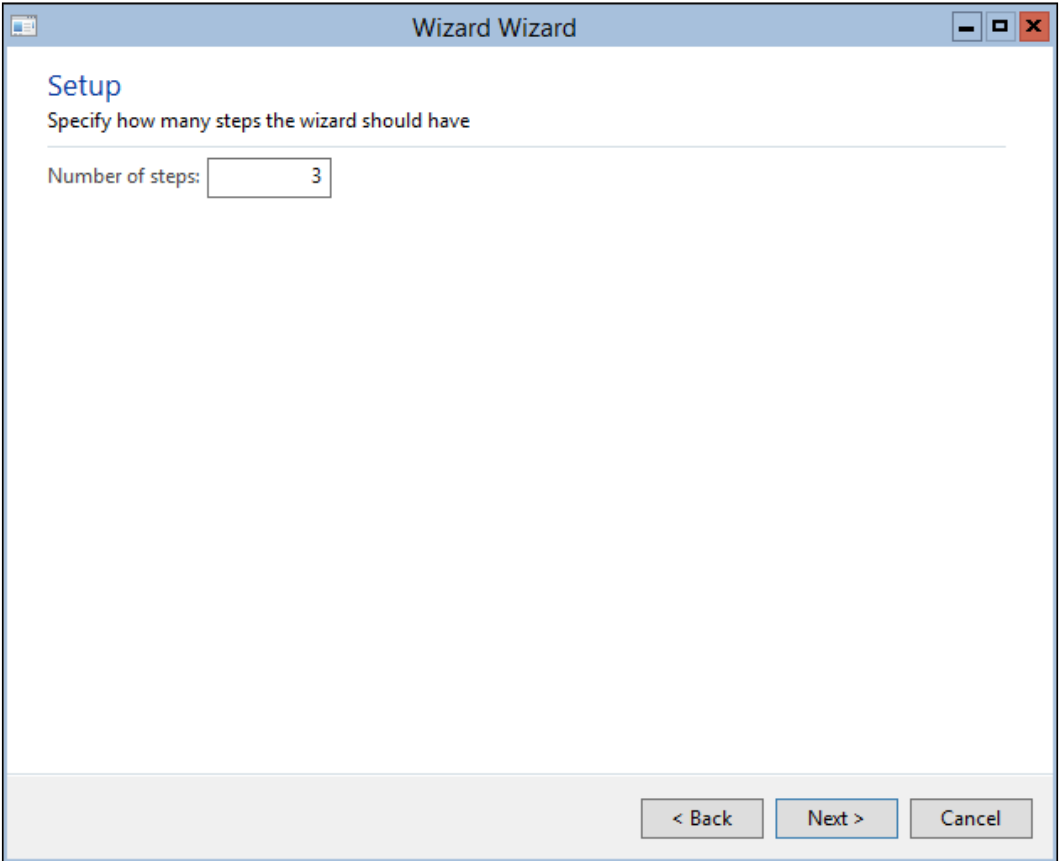 Wizard Wizard
Setup
Specify how many steps the wizard should have
Number of steps: 3
< Back Next > Cancel